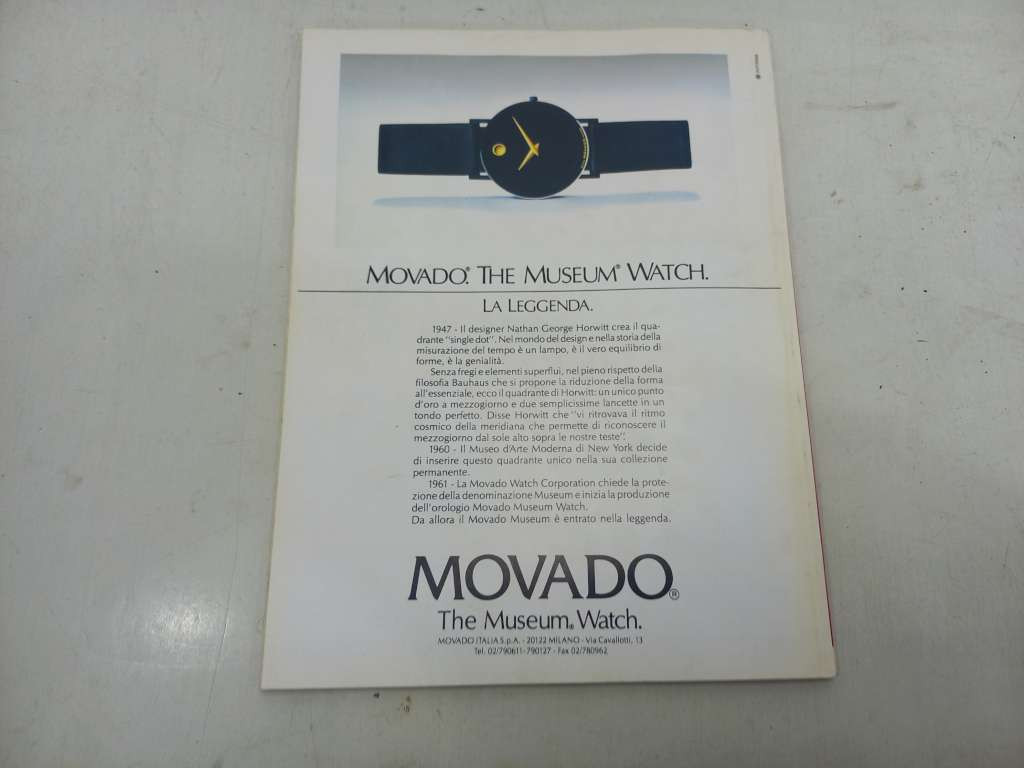 MOVADO®. THE MUSEUM® WATCH.
LA LEGGENDA.
1947 - Il designer Nathan George Horwitt crea il qua-
drante "single dot". Nel mondo del design e nella storia della
misurazione del tempo è un lampo, è il vero equilibrio di
forme, è la genialità.
Senza fregi e elementi superflui, nel pieno rispetto della
filosofia Bauhaus che si propone la riduzione della forma
all'essenziale, ecco il quadrante di Horwitt: un unico punto
d'oro a mezzogiorno e due semplicissime lancette in un
tondo perfetto. Disse Horwitt che "vi ritrovava il ritmo
cosmico della meridiana che permette di riconoscere il
mezzogiorno dal sole alto sopra le nostre teste".
1960 - Il Museo d'Arte Moderna di New York decide
di inserire questo quadrante unico nella sua collezione
permanente.
1961 - La Movado Watch Corporation chiede la prote-
zione della denominazione Museum e inizia la produzione
dell'orologio Movado Museum Watch.
Da allora il Movado Museum è entrato nella leggenda.
MOVADO®
The Museum® Watch.
MOVADO ITALIA S.p.A. - 20122 MILANO - Via Cavallotti, 13
Tel. 02/790611-790127 - Fax 02/780962